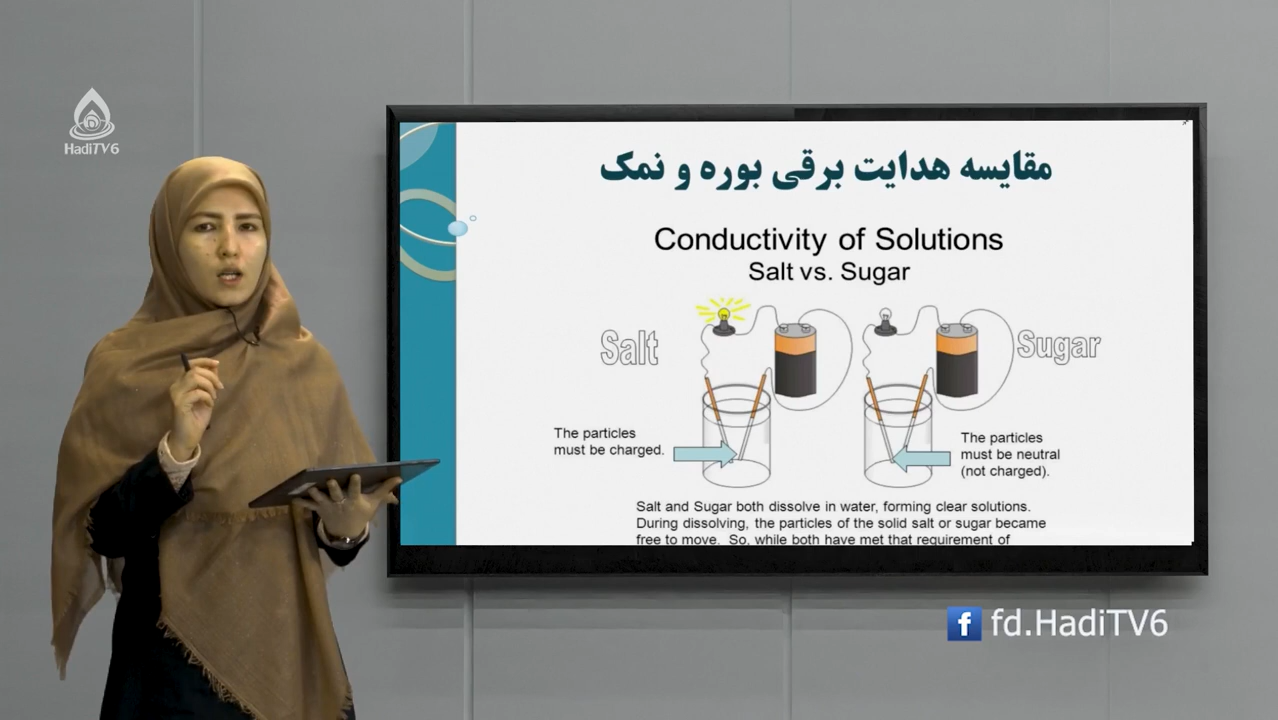 HadiTV6
مقایسه هدایت برقی بوره و نمک
Conductivity of Solutions
Salt vs. Sugar
Salt
Sugar
The particles
must be charged.
The particles
must be neutral
(not charged).
Salt and Sugar both dissolve in water, forming clear solutions.
During dissolving, the particles of the solid salt or sugar became
free to move. So, while both have met that requirement of
f fd.HadiTV6